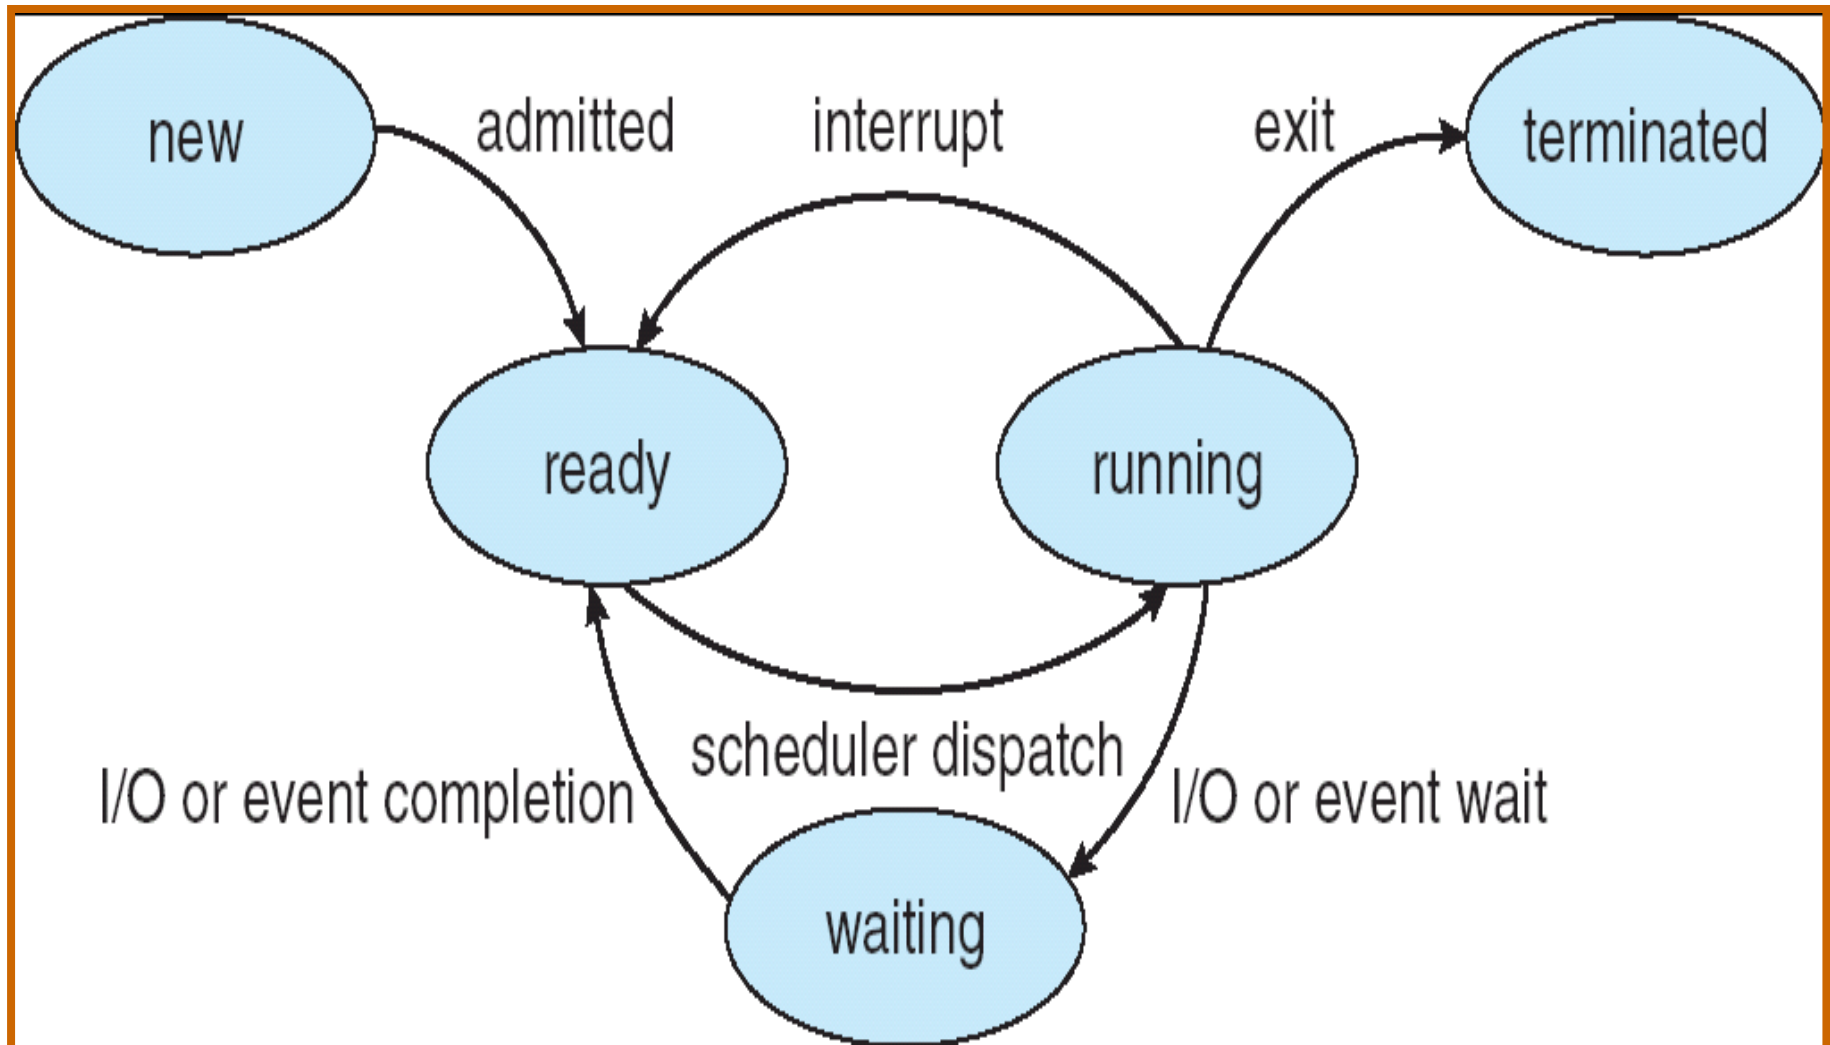 new
admitted
interrupt
exit
terminated
ready
running
scheduler dispatch
I/O or event completion
I/O or event wait
waiting